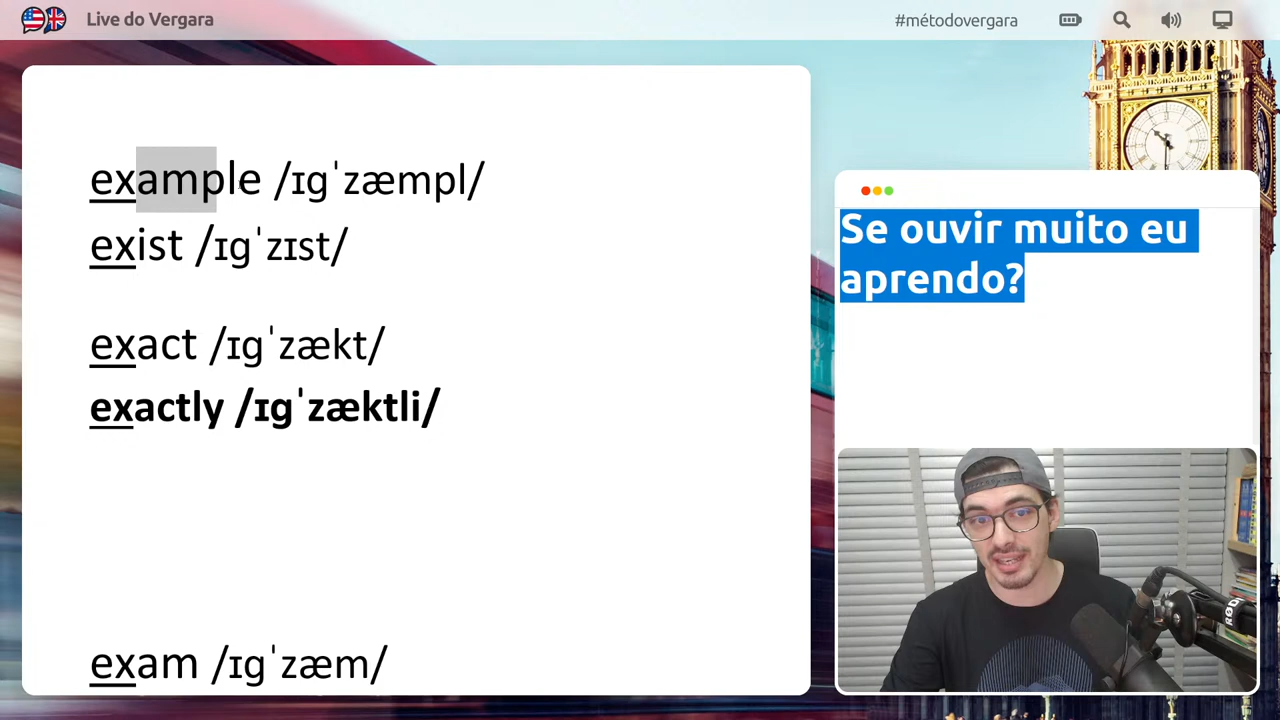 Live do Vergara
#métodovergara
example /ɪɡˈzæmpl/
exist /ɪɡˈzɪst/
exact /ɪɡˈzækt/
exactly /ɪɡˈzæktli/
exam /ɪɡˈzæm/
Se ouvir muito eu
aprendo?
RØDE